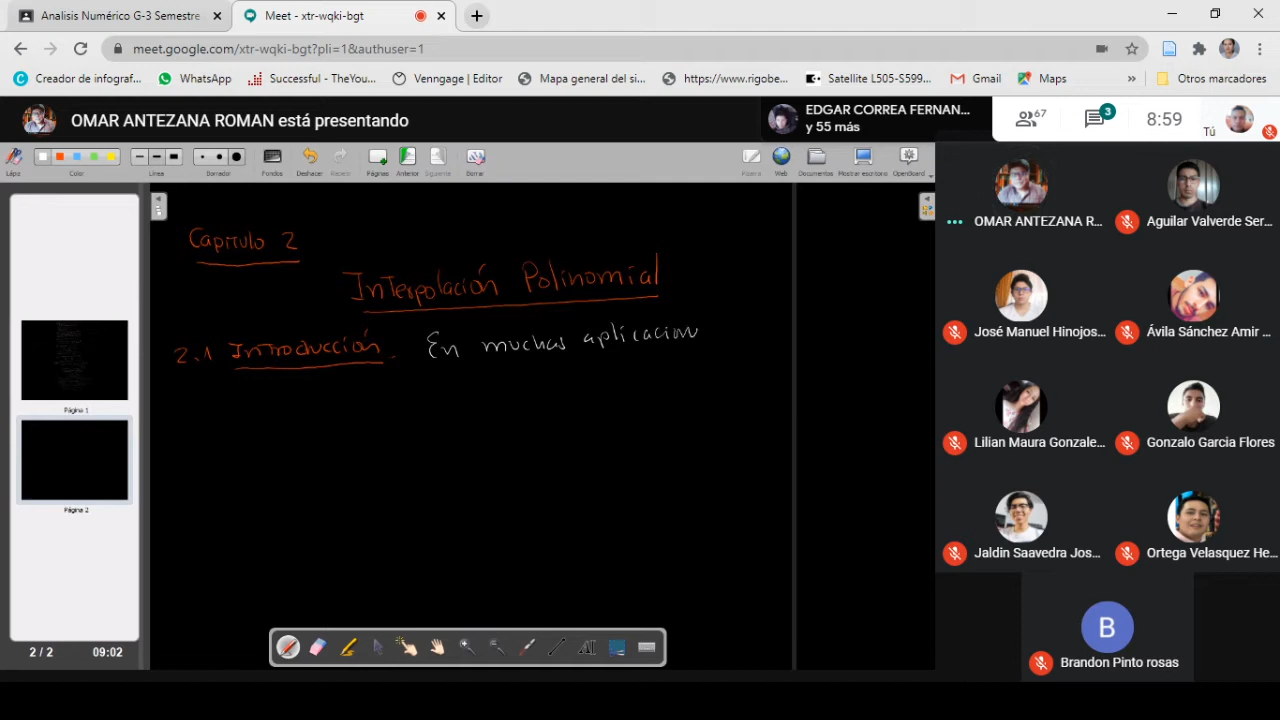 Analisis Numérico G-3 Semestre
Meet - xtr-wqki-bgt
meet.google.com/xtr-wqki-bgt?pli=1&authuser=1
Creador de infograf...
WhatsApp
Successful - TheYou...
Venngage | Editor
Mapa general del si...
https://www.rigobe...
Satellite L505-S599...
Gmail
Maps
»
Otros marcadores
OMAR ANTEZANA ROMAN está presentando
EDGAR CORREA FERNAN...
y 55 más
67
3
8:59
Tú
Lápiz
Color
Línea
Borrador
Fondos
Deshacer
Páginas
Anterior
Siguiente
Borrar
Pizarra
Web
Documentos
Mostrar escritorio
OpenBoard
Capitulo 2
Interpolación Polinomial
2.1 Introducción. En muchas aplicacion
Página 1
Página 2
2 / 2
09:02
OMAR ANTEZANA R...
Aguilar Valverde Ser...
José Manuel Hinojos...
Ávila Sánchez Amir ...
Lilian Maura Gonzale...
Gonzalo Garcia Flores
Jaldin Saavedra Jos...
Ortega Velasquez He...
B
Brandon Pinto rosas